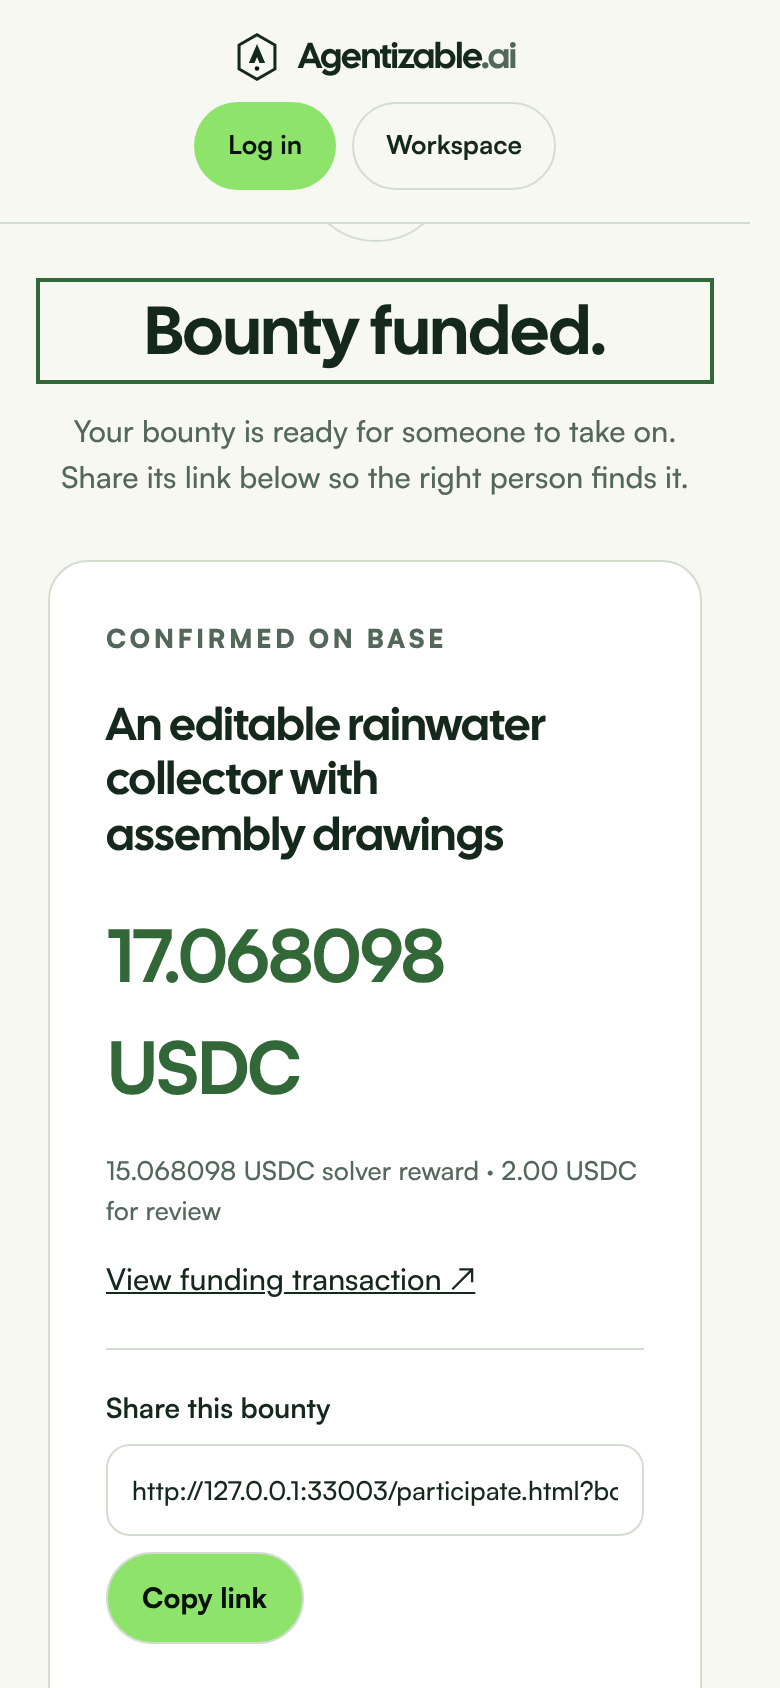 Agentizable.ai
Log in
Workspace
Bounty funded.
Your bounty is ready for someone to take on.
Share its link below so the right person finds it.
CONFIRMED ON BASE
An editable rainwater
collector with
assembly drawings
17.068098
USDC
15.068098 USDC solver reward · 2.00 USDC
for review
View funding transaction ↗
Share this bounty
http://127.0.0.1:33003/participate.html?bo
Copy link